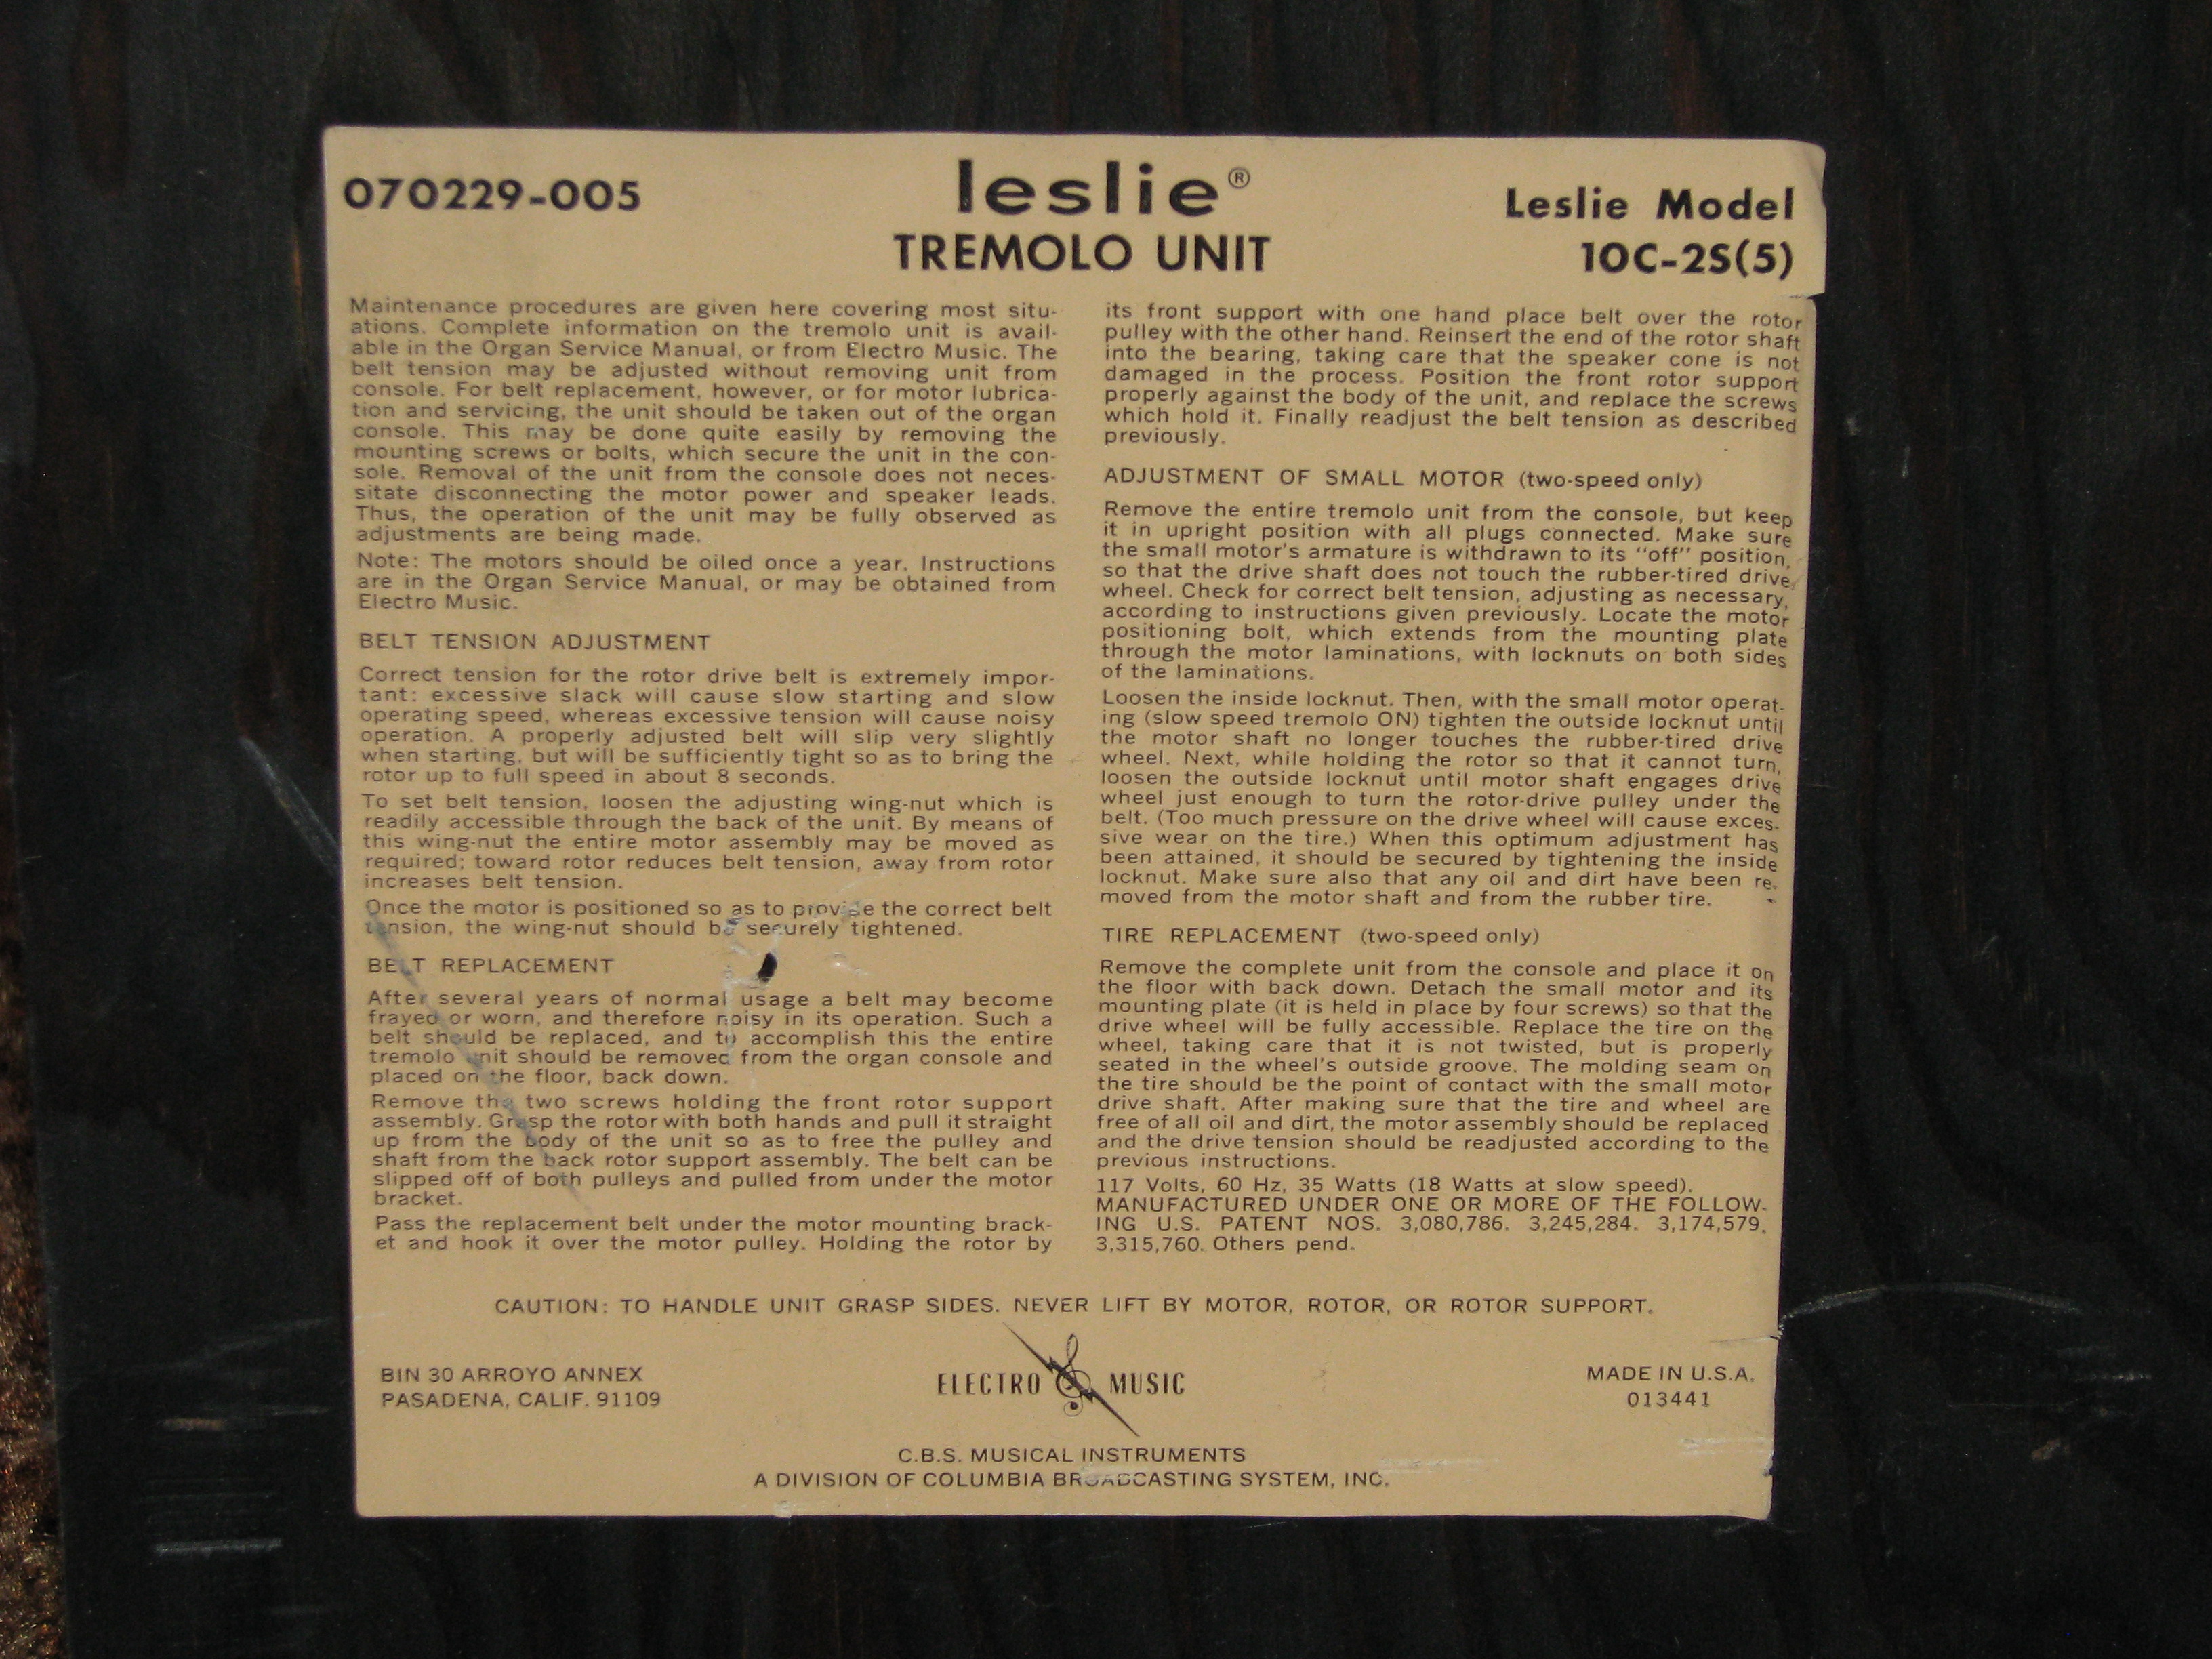 070229-005
leslie®
TREMOLO UNIT
Leslie Model
10C-2S(5)
Maintenance procedures are given here covering most situ-
ations. Complete information on the tremolo unit is avail-
able in the Organ Service Manual, or from Electro Music. The
belt tension may be adjusted without removing unit from
console. For belt replacement, however, or for motor lubrica-
tion and servicing, the unit should be taken out of the organ
console. This may be done quite easily by removing the
mounting screws or bolts, which secure the unit in the con-
sole. Removal of the unit from the console does not neces-
sitate disconnecting the motor power and speaker leads.
Thus, the operation of the unit may be fully observed as
adjustments are being made.
Note: The motors should be oiled once a year. Instructions
are in the Organ Service Manual, or may be obtained from
Electro Music.
BELT TENSION ADJUSTMENT
Correct tension for the rotor drive belt is extremely impor-
tant: excessive slack will cause slow starting and slow
operating speed, whereas excessive tension will cause noisy
operation. A properly adjusted belt will slip very slightly
when starting, but will be sufficiently tight so as to bring the
rotor up to full speed in about 8 seconds.
To set belt tension, loosen the adjusting wing-nut which is
readily accessible through the back of the unit. By means of
this wing-nut the entire motor assembly may be moved as
required; toward rotor reduces belt tension, away from rotor
increases belt tension.
Once the motor is positioned so as to provide the correct belt
tension, the wing-nut should be securely tightened.
BELT REPLACEMENT
After several years of normal usage a belt may become
frayed or worn, and therefore noisy in its operation. Such a
belt should be replaced, and to accomplish this the entire
tremolo unit should be removed from the organ console and
placed on the floor, back down.
Remove the two screws holding the front rotor support
assembly. Grasp the rotor with both hands and pull it straight
up from the body of the unit so as to free the pulley and
shaft from the back rotor support assembly. The belt can be
slipped off of both pulleys and pulled from under the motor
bracket.
Pass the replacement belt under the motor mounting brack-
et and hook it over the motor pulley. Holding the rotor by
its front support with one hand place belt over the rotor
pulley with the other hand. Reinsert the end of the rotor shaft
into the bearing, taking care that the speaker cone is not
damaged in the process. Position the front rotor support
properly against the body of the unit, and replace the screws
which hold it. Finally readjust the belt tension as described
previously.
ADJUSTMENT OF SMALL MOTOR (two-speed only)
Remove the entire tremolo unit from the console, but keep
it in upright position with all plugs connected. Make sure
the small motor's armature is withdrawn to its "off" position,
so that the drive shaft does not touch the rubber-tired drive
wheel. Check for correct belt tension, adjusting as necessary,
according to instructions given previously. Locate the motor
positioning bolt, which extends from the mounting plate
through the motor laminations, with locknuts on both sides
of the laminations.
Loosen the inside locknut. Then, with the small motor operat-
ing (slow speed tremolo ON) tighten the outside locknut until
the motor shaft no longer touches the rubber-tired drive
wheel. Next, while holding the rotor so that it cannot turn,
loosen the outside locknut until motor shaft engages drive
wheel just enough to turn the rotor-drive pulley under the
belt. (Too much pressure on the drive wheel will cause exces-
sive wear on the tire.) When this optimum adjustment has
been attained, it should be secured by tightening the inside
locknut. Make sure also that any oil and dirt have been re-
moved from the motor shaft and from the rubber tire.
TIRE REPLACEMENT (two-speed only)
Remove the complete unit from the console and place it on
the floor with back down. Detach the small motor and its
mounting plate (it is held in place by four screws) so that the
drive wheel will be fully accessible. Replace the tire on the
wheel, taking care that it is not twisted, but is properly
seated in the wheel's outside groove. The molding seam on
the tire should be the point of contact with the small motor
drive shaft. After making sure that the tire and wheel are
free of all oil and dirt, the motor assembly should be replaced
and the drive tension should be readjusted according to the
previous instructions.
117 Volts, 60 Hz, 35 Watts (18 Watts at slow speed).
MANUFACTURED UNDER ONE OR MORE OF THE FOLLOW-
ING U.S. PATENT NOS. 3,080,786. 3,245,284. 3,174,579.
3,315,760. Others pend.
CAUTION: TO HANDLE UNIT GRASP SIDES. NEVER LIFT BY MOTOR, ROTOR, OR ROTOR SUPPORT.
BIN 30 ARROYO ANNEX
PASADENA, CALIF. 91109
ELECTRO MUSIC
MADE IN U.S.A.
013441
C.B.S. MUSICAL INSTRUMENTS
A DIVISION OF COLUMBIA BROADCASTING SYSTEM, INC.